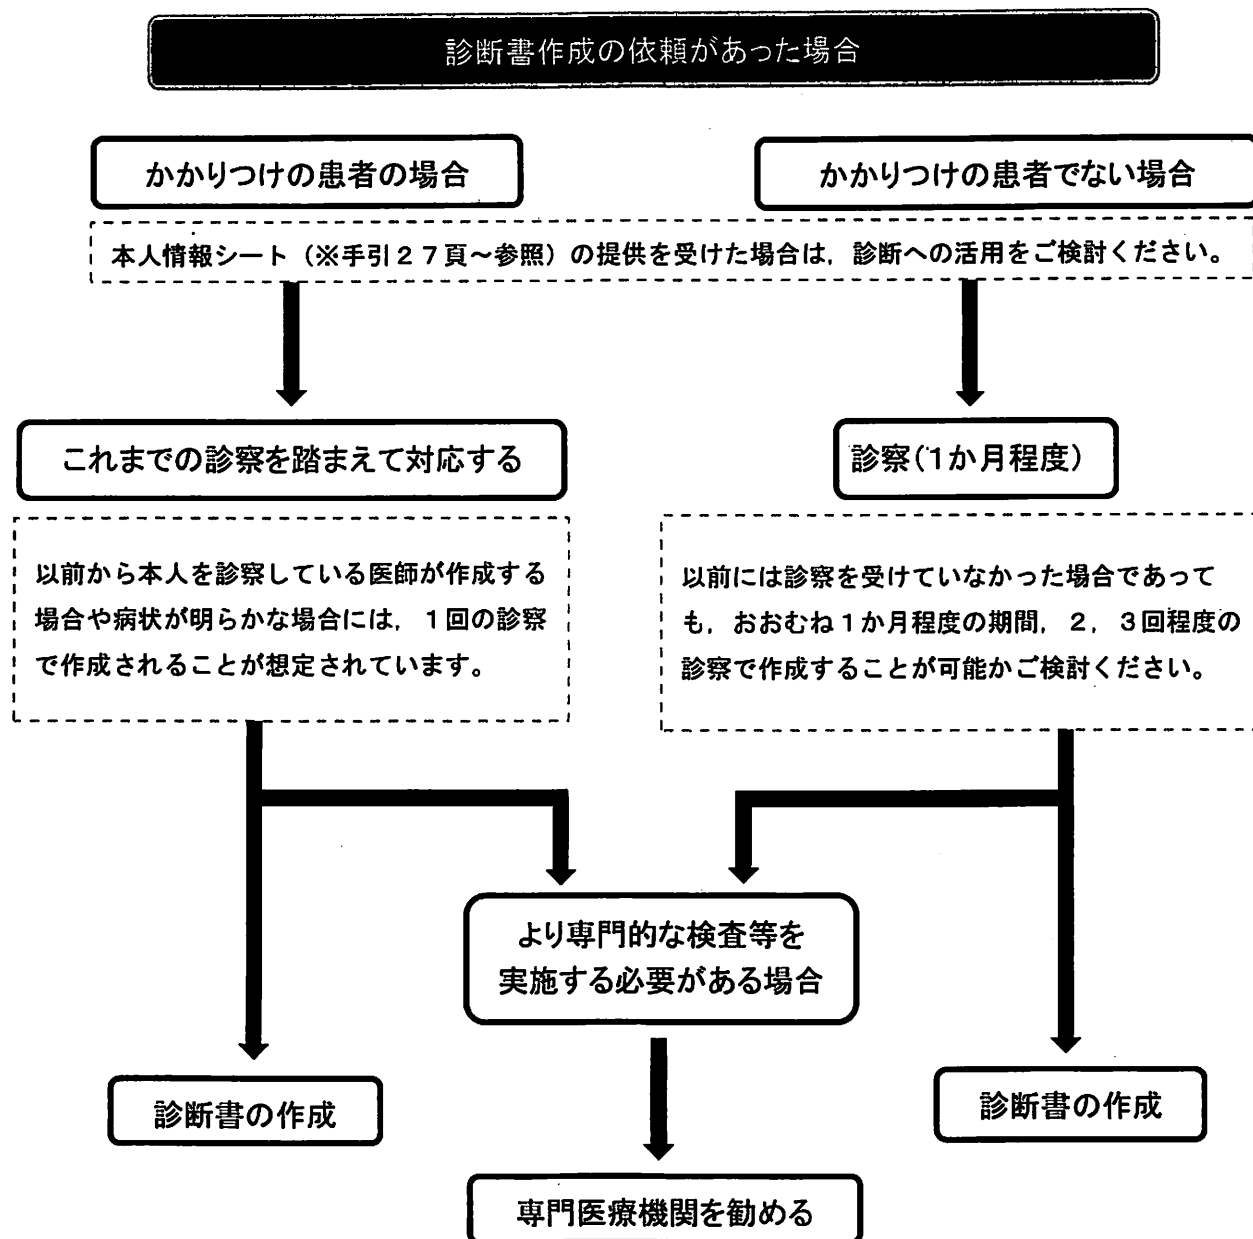 診断書作成の依頼があった場合
かかりつけの患者の場合
かかりつけの患者でない場合
本人情報シート（※手引２７頁～参照）の提供を受けた場合は，診断への活用をご検討ください。
これまでの診察を踏まえて対応する
診察（１か月程度）
以前から本人を診察している医師が作成する
場合や病状が明らかな場合には，１回の診察
で作成されることが想定されています。
以前には診察を受けていなかった場合であって
も，おおむね１か月程度の期間，２，３回程度の
診察で作成することが可能かご検討ください。
より専門的な検査等を
実施する必要がある場合
診断書の作成
診断書の作成
専門医療機関を勧める